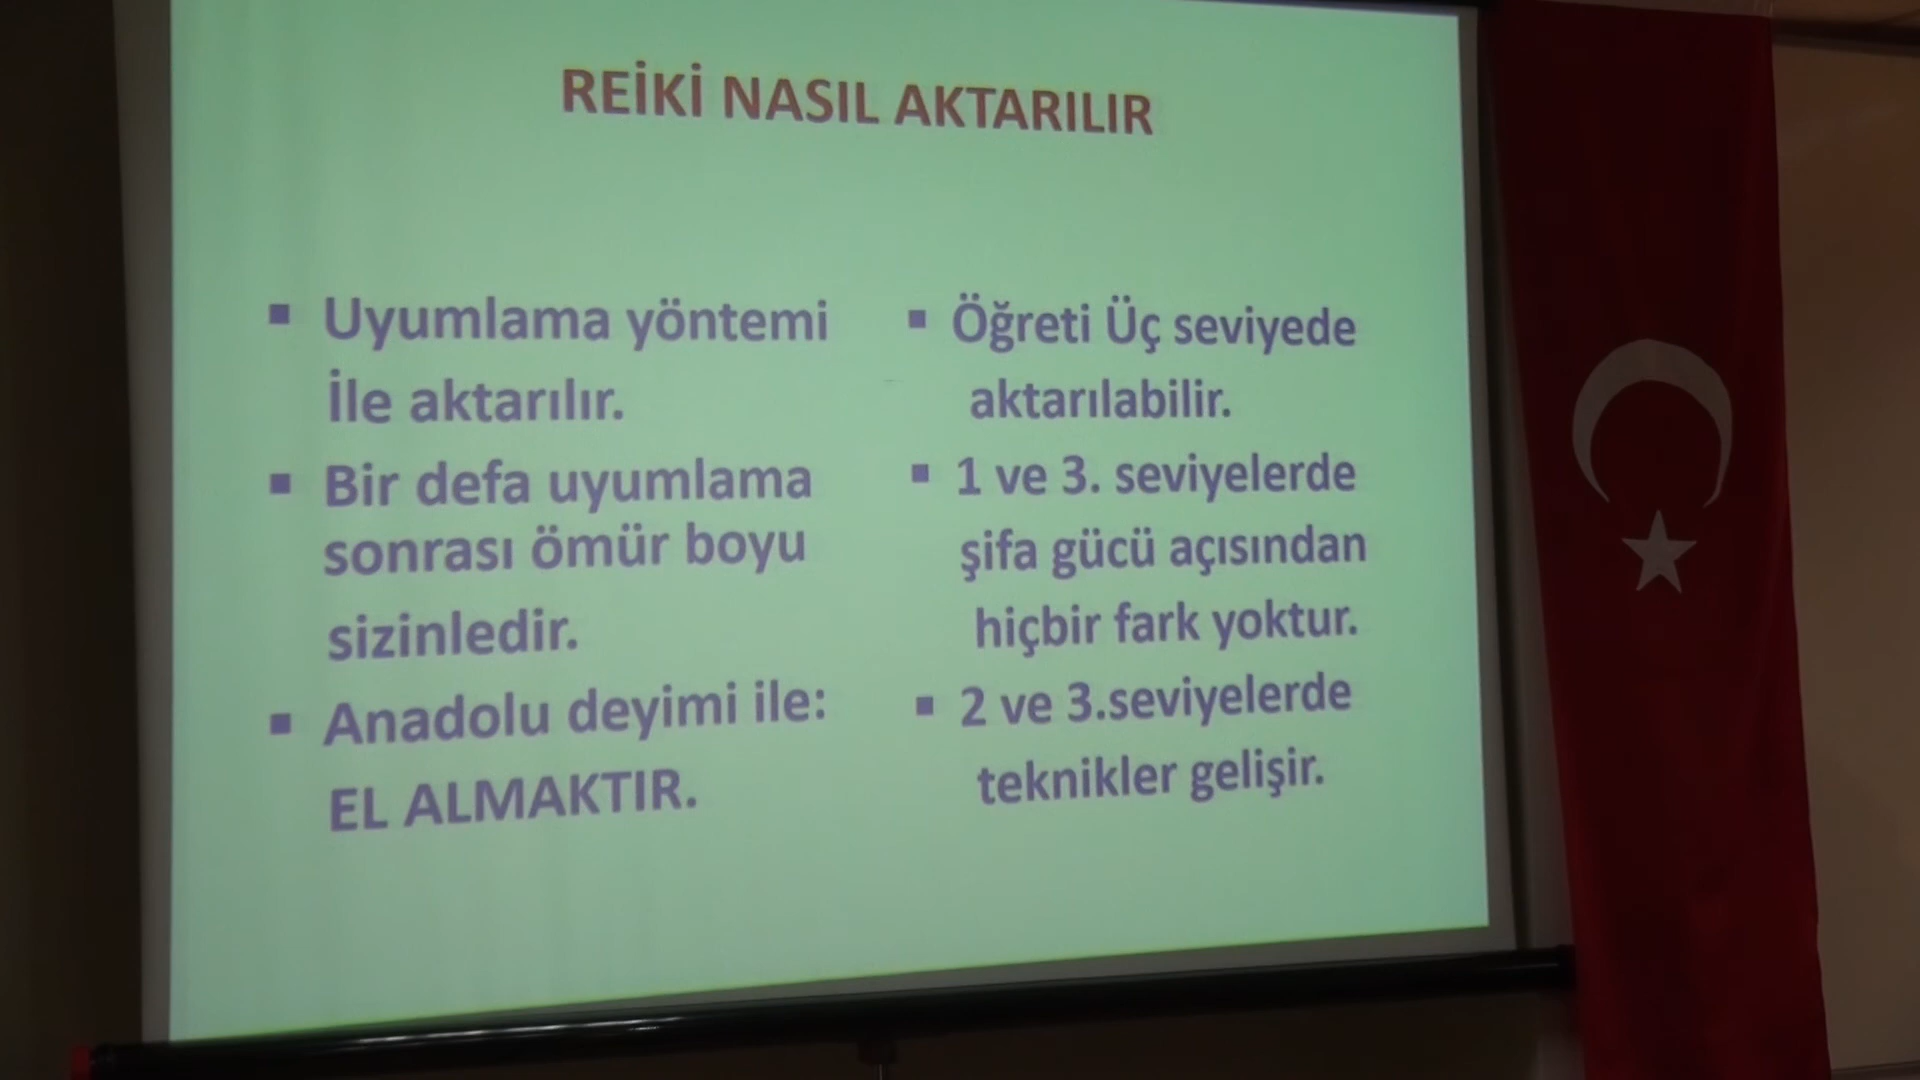 REİKİ NASIL AKTARILIR
▪ Uyumlama yöntemi
İle aktarılır.
▪ Bir defa uyumlama
sonrası ömür boyu
sizinledir.
▪ Anadolu deyimi ile:
EL ALMAKTIR.
▪ Öğreti Üç seviyede
aktarılabilir.
▪ 1 ve 3. seviyelerde
şifa gücü açısından
hiçbir fark yoktur.
▪ 2 ve 3.seviyelerde
teknikler gelişir.